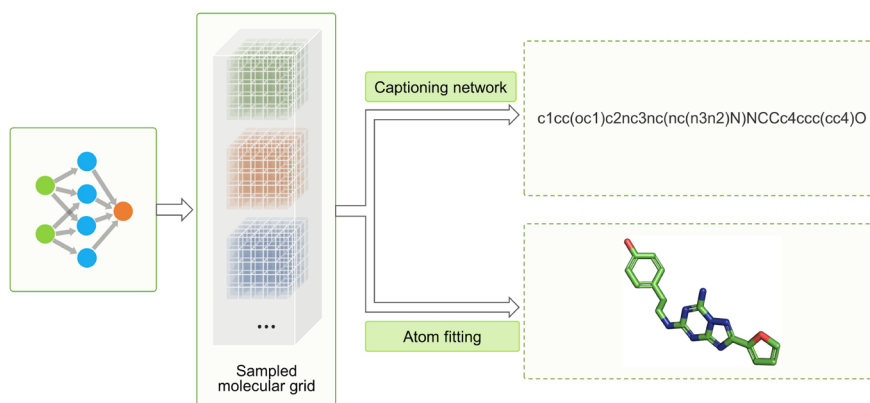 Captioning network
c1cc(oc1)c2nc3nc(nc(n3n2)N)NCCc4ccc(cc4)O
...
Atom fitting
Sampled
molecular grid